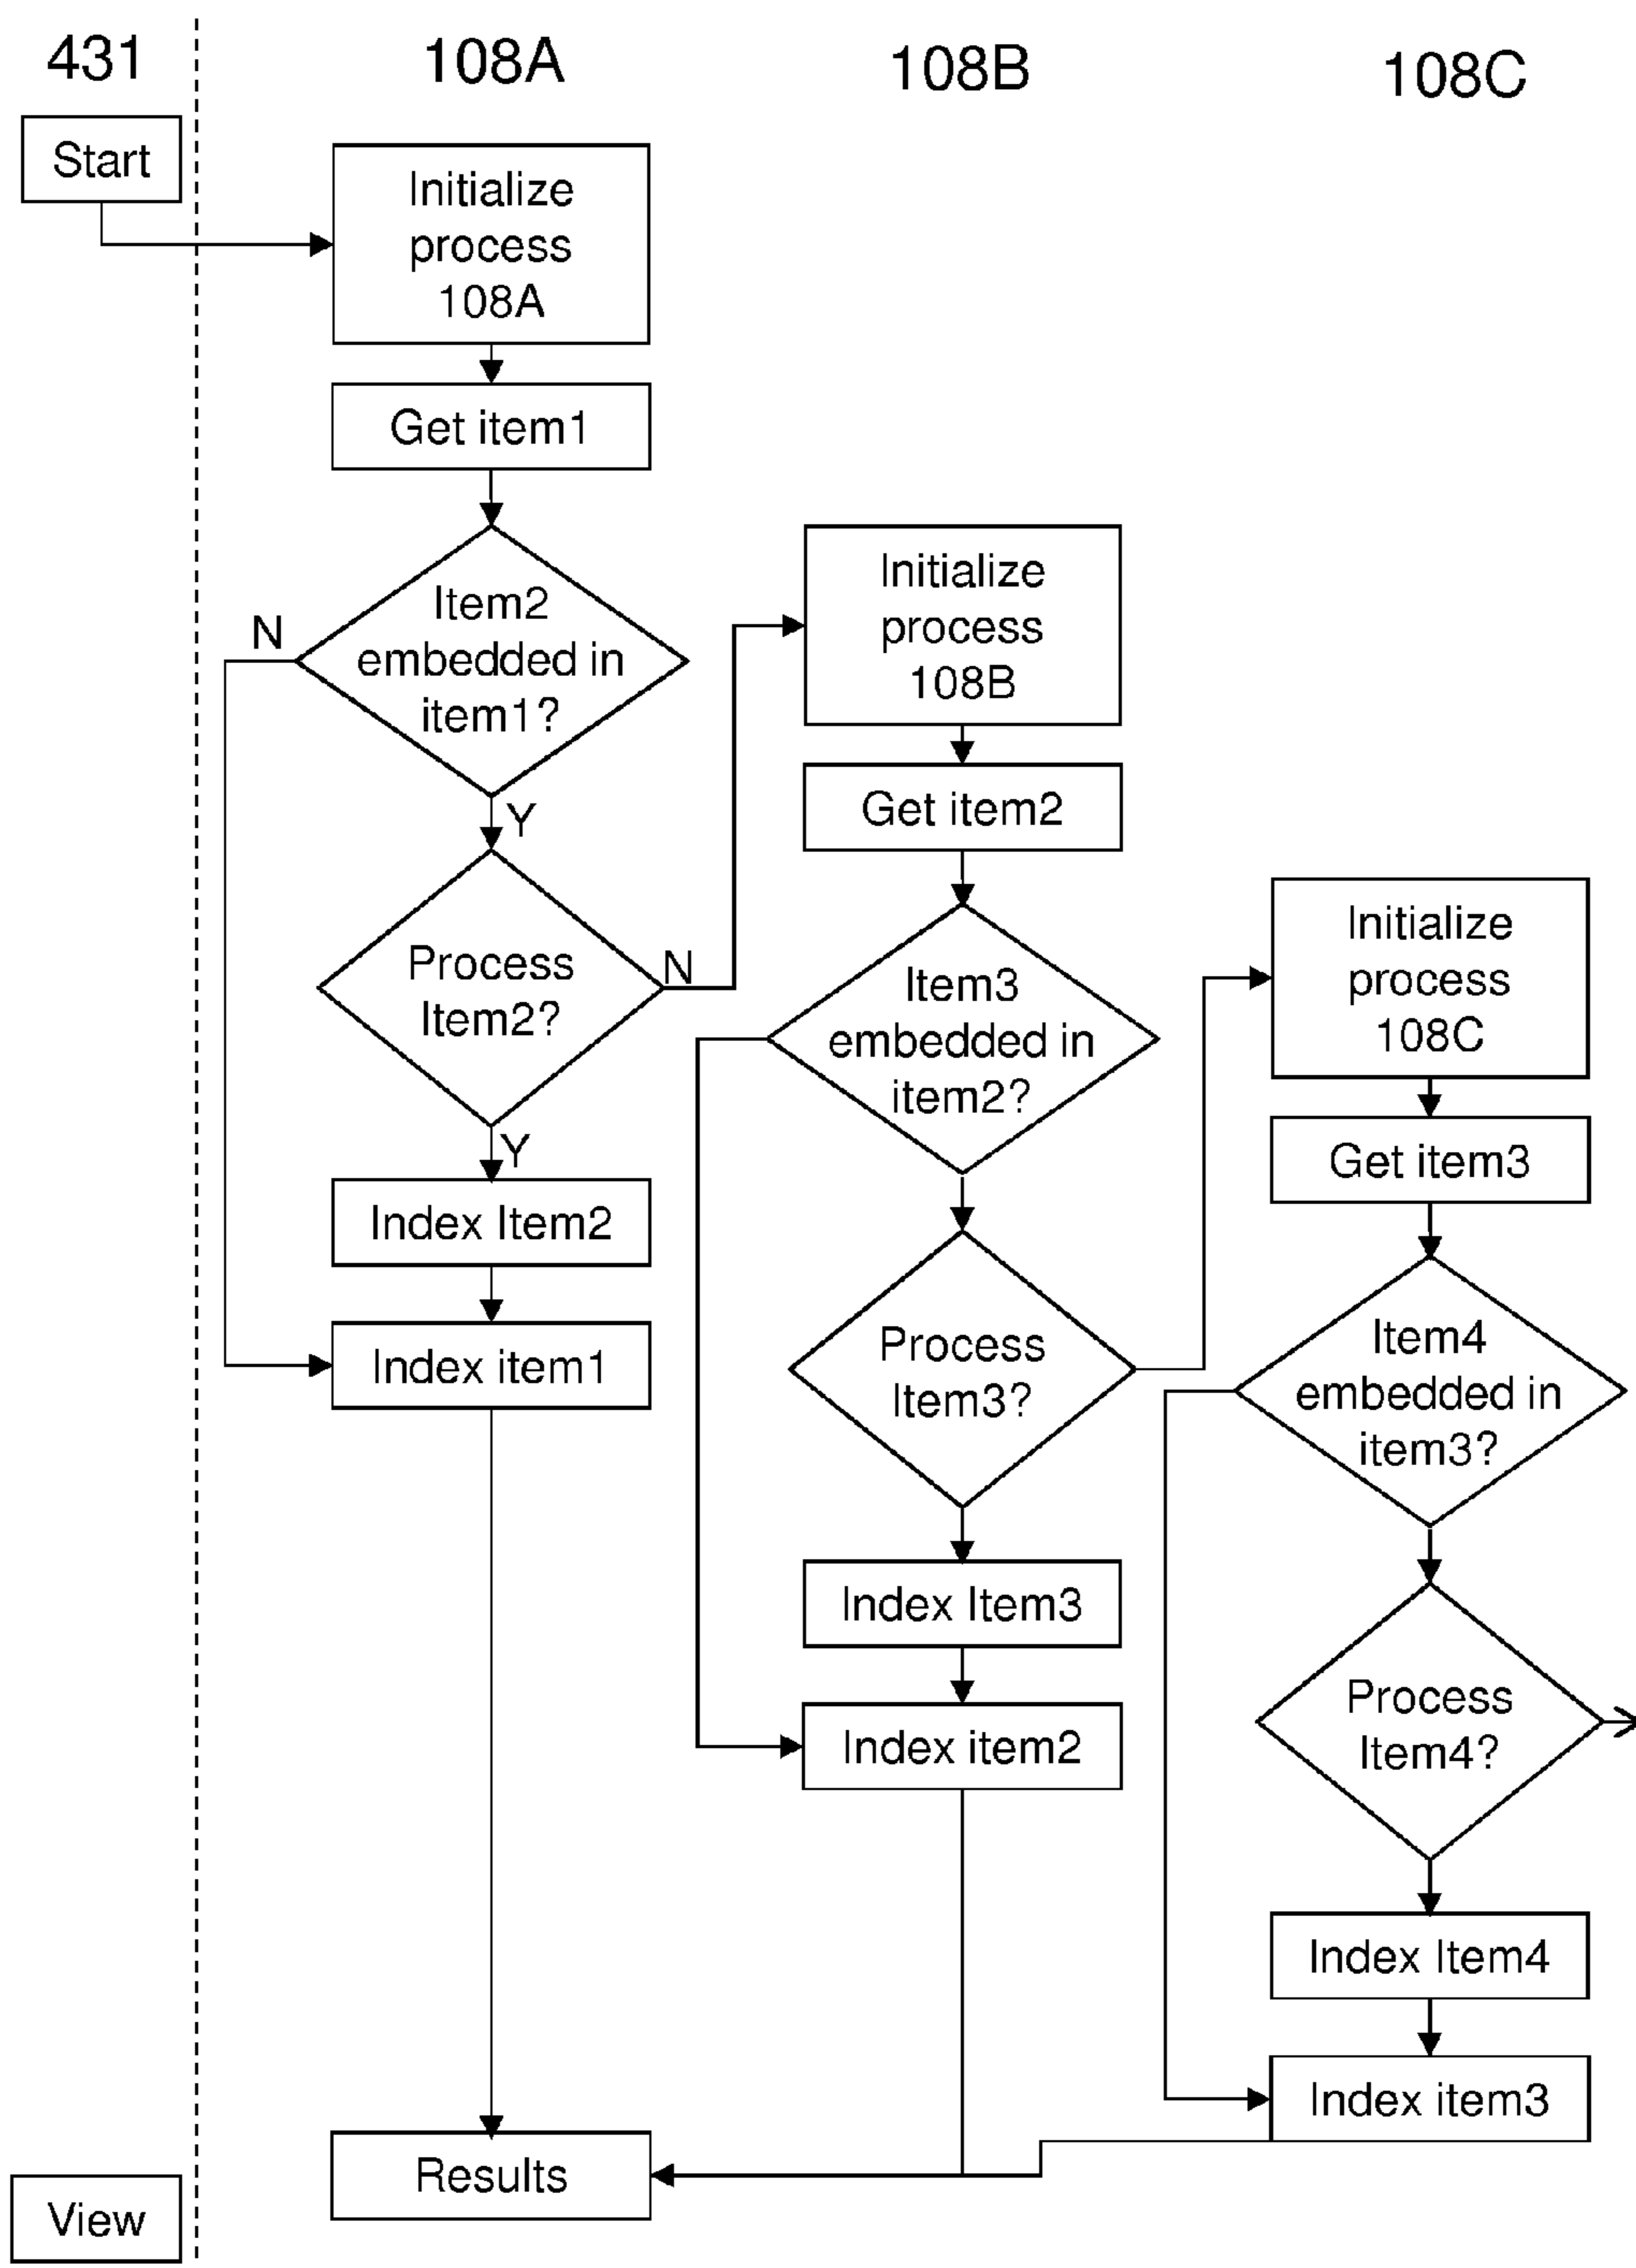 431
108A
108B
108C
Start
Initialize
process
108A
Get item1
Item2
embedded in
item1?
N
Y
Process
Item2?
N
Y
Index Item2
Index item1
Initialize
process
108B
Get item2
Item3
embedded in
item2?
Process
Item3?
Index Item3
Index item2
Initialize
process
108C
Get item3
Item4
embedded in
item3?
Process
Item4?
Index Item4
Index item3
Results
View